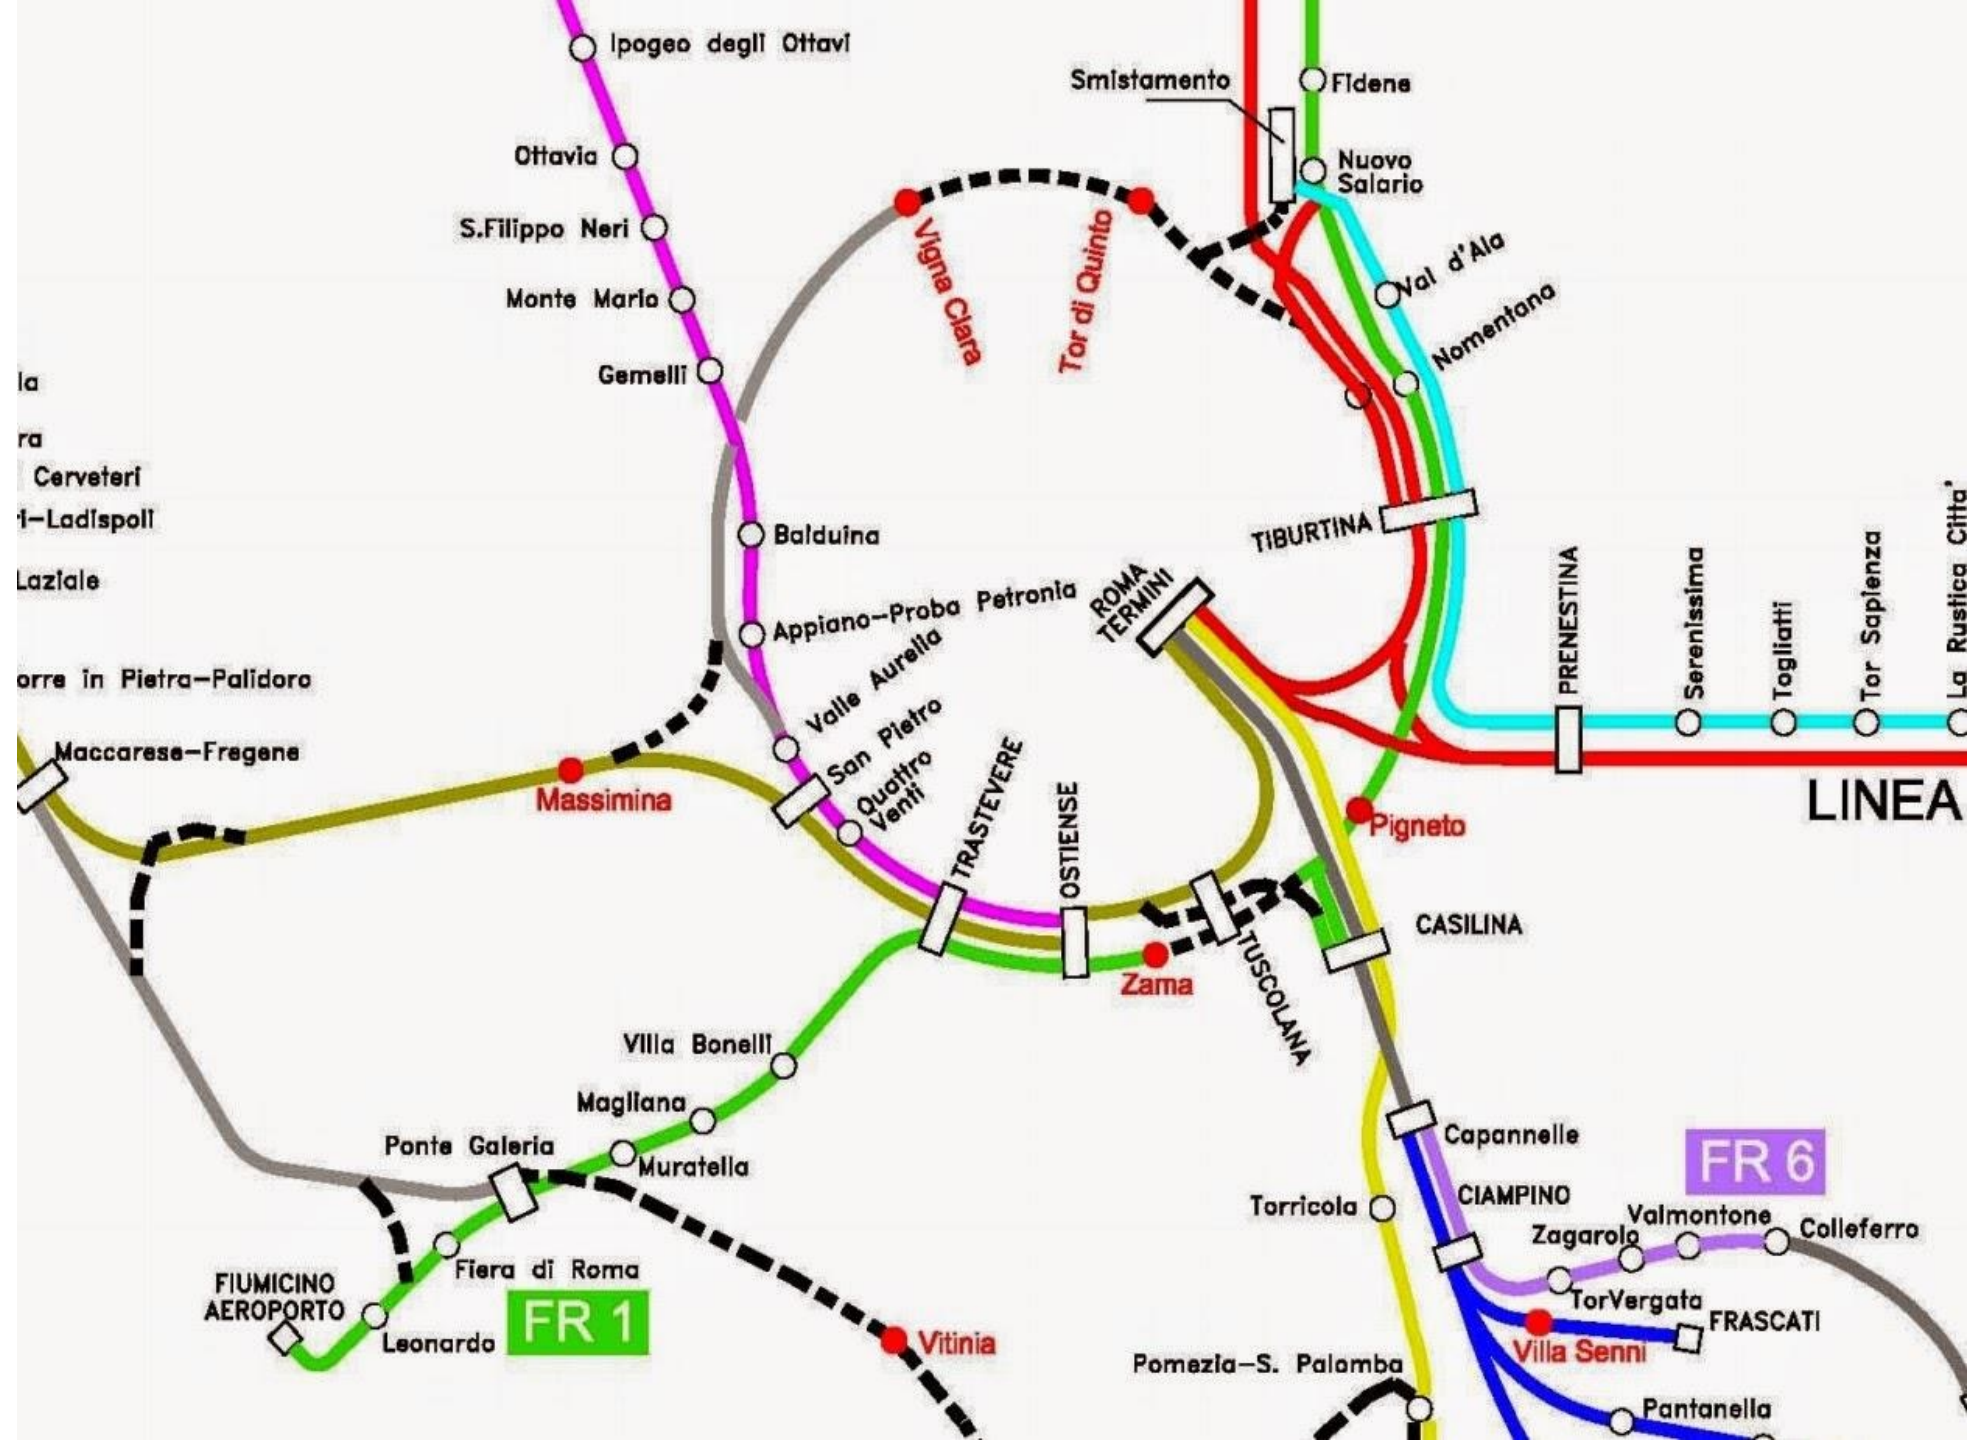 Ipogeo degli Ottavi
Smistamento
Fidene
Ottavia
Nuovo
Salario
S.Filippo Neri
Val d'Ala
Monte Mario
Vigna Clara
Tor di Quinto
Nomentana
Gemelli
la
ra
Cerveteri
i-Ladispoli
Balduina
TIBURTINA
Laziale
Appiano-Proba Petronia
ROMA
TERMINI
PRENESTINA
Serenissima
Togliatti
Tor Sapienza
La Rustica Citta'
orre in Pietra-Palidoro
Valle Aurelia
San Pietro
Quattro
Venti
Maccarese-Fregene
Massimina
TRASTEVERE
OSTIENSE
LINEA
Pigneto
CASILINA
Zama
TUSCOLANA
Villa Bonelli
Magliana
Ponte Galeria
Muratella
Capannelle
FR 6
CIAMPINO
Torricola
Valmontone
Zagarolo
Colleferro
Fiera di Roma
FIUMICINO
AEROPORTO
TorVergata
FRASCATI
FR 1
Leonardo
Vitinia
Villa Senni
Pomezia-S. Palomba
Pantanella